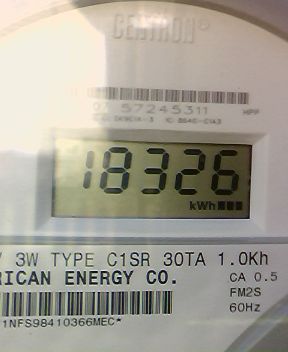 CENTRON®
57245311 HPP
18326
kWh
3W TYPE C1SR 30TA 1.0Kh
RICAN ENERGY CO. CA 0.5
FM2S
60Hz
1NFS98410366MEC*